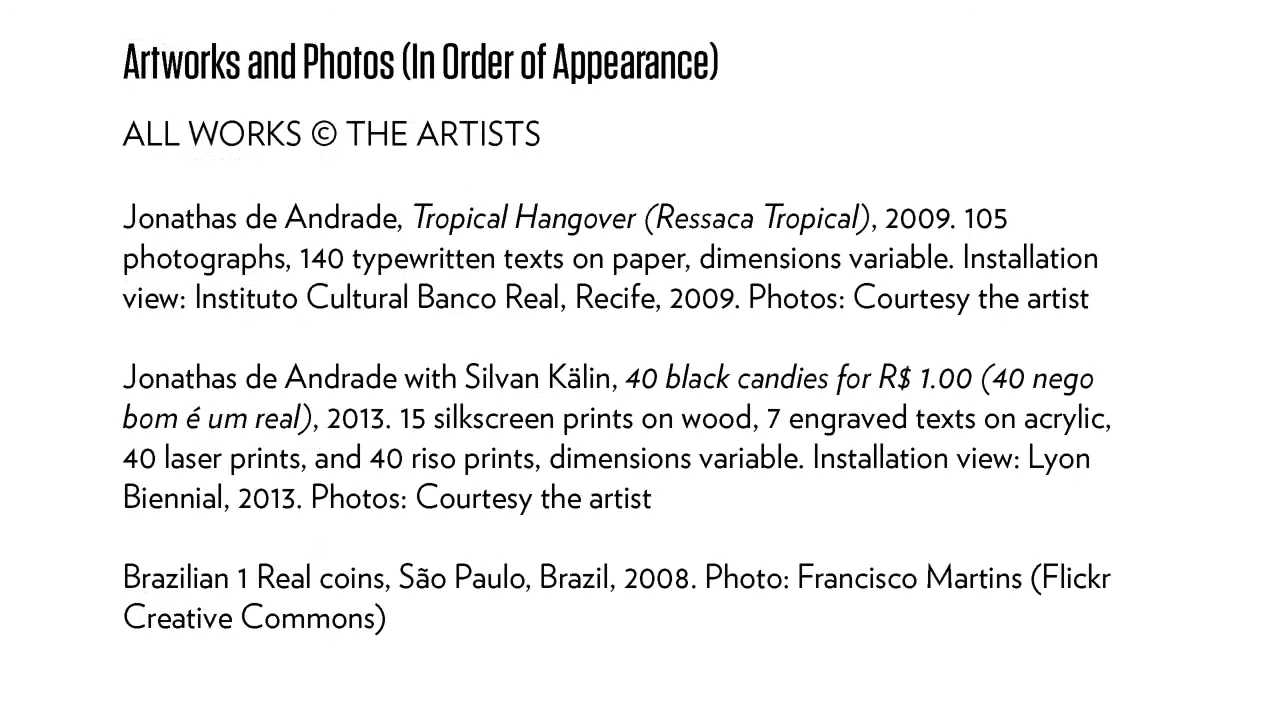 Artworks and Photos (In Order of Appearance)
ALL WORKS © THE ARTISTS
Jonathas de Andrade, Tropical Hangover (Ressaca Tropical), 2009. 105
photographs, 140 typewritten texts on paper, dimensions variable. Installation
view: Instituto Cultural Banco Real, Recife, 2009. Photos: Courtesy the artist
Jonathas de Andrade with Silvan Kälin, 40 black candies for R$ 1.00 (40 nego
bom é um real), 2013. 15 silkscreen prints on wood, 7 engraved texts on acrylic,
40 laser prints, and 40 riso prints, dimensions variable. Installation view: Lyon
Biennial, 2013. Photos: Courtesy the artist
Brazilian 1 Real coins, São Paulo, Brazil, 2008. Photo: Francisco Martins (Flickr
Creative Commons)